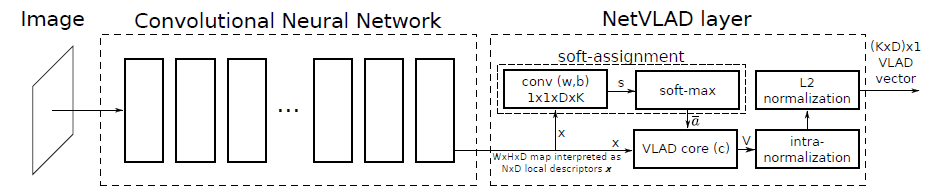 Image
Convolutional Neural Network
NetVLAD layer
soft-assignment
conv (w,b)
1x1xDxK
s
soft-max
L2
normalization
(KxD)x1
VLAD
vector
...
x
x
a̅
VLAD core (c)
V
intra-
normalization
WxHxD map interpreted as
NxD local descriptors x